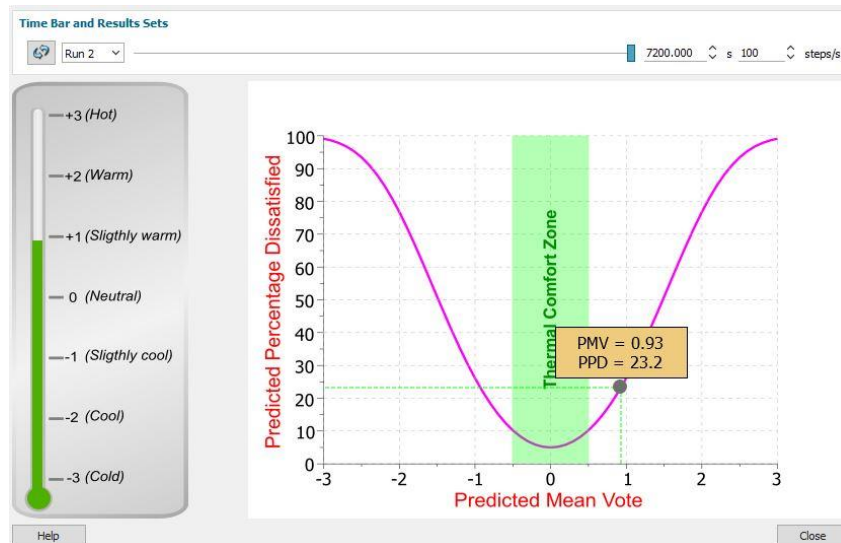 Time Bar and Results Sets
Run 2
7200.000 s 100 steps/s
+3 (Hot)
+2 (Warm)
+1 (Sligthly warm)
0 (Neutral)
-1 (Sligthly cool)
-2 (Cool)
-3 (Cold)
Predicted Percentage Dissatisfied
100
90
80
70
60
50
40
30
20
10
0
Thermal Comfort Zone
PMV = 0.93
PPD = 23.2
-3 -2 -1 0 1 2 3
Predicted Mean Vote
Help
Close